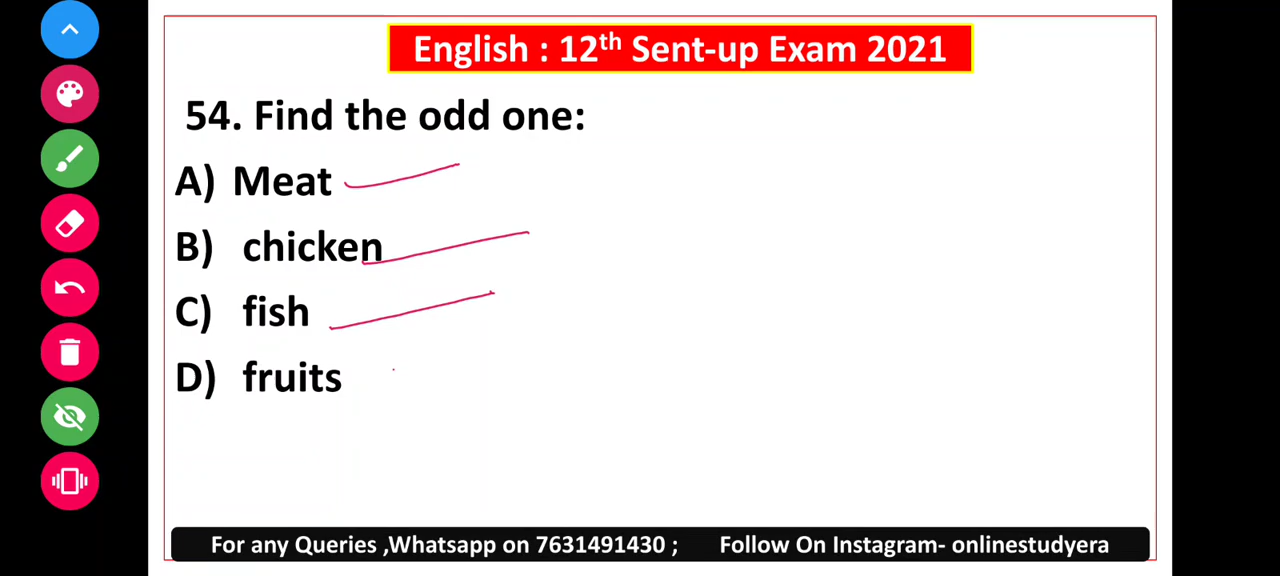 English : 12th Sent-up Exam 2021
54. Find the odd one:
A) Meat
B) chicken
C) fish
D) fruits
For any Queries ,Whatsapp on 7631491430 ; Follow On Instagram- onlinestudyera